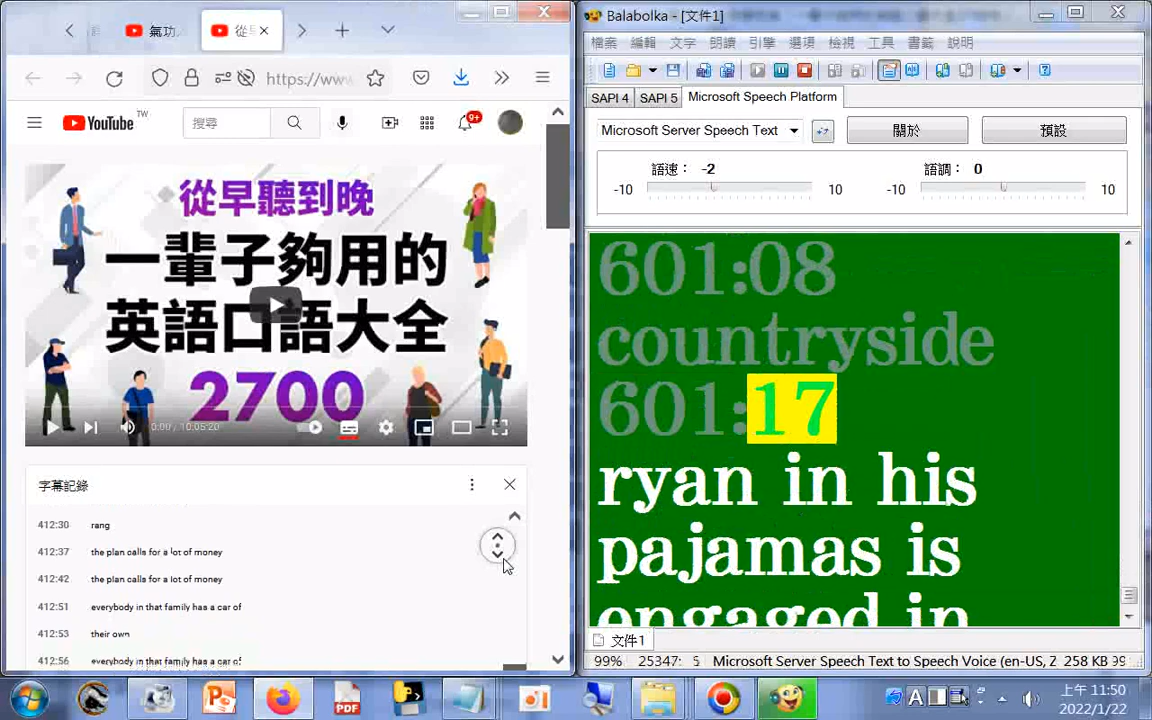 氣功
從
https://www
YouTube TW
搜尋
9+
從早聽到晚
一輩子夠用的
英語口語大全
2700
0:00 / 10:05:20
字幕記錄
412:30 rang
412:37 the plan calls for a lot of money
412:42 the plan calls for a lot of money
412:51 everybody in that family has a car of
412:53 their own
412:56 everybody in that family has a car of
Balabolka - [文件1]
檔案 編輯 文字 朗讀 引擎 選項 檢視 工具 書籤 說明
SAPI 4 SAPI 5 Microsoft Speech Platform
Microsoft Server Speech Text 關於 預設
語速: -2 語調: 0
-10 10 -10 10
601:08
countryside
601:17
ryan in his
pajamas is
engaged in
文件1
99% 25347: 5 Microsoft Server Speech Text to Speech Voice (en-US, Z 258 KB 99
PDF
A
上午 11:50
2022/1/22